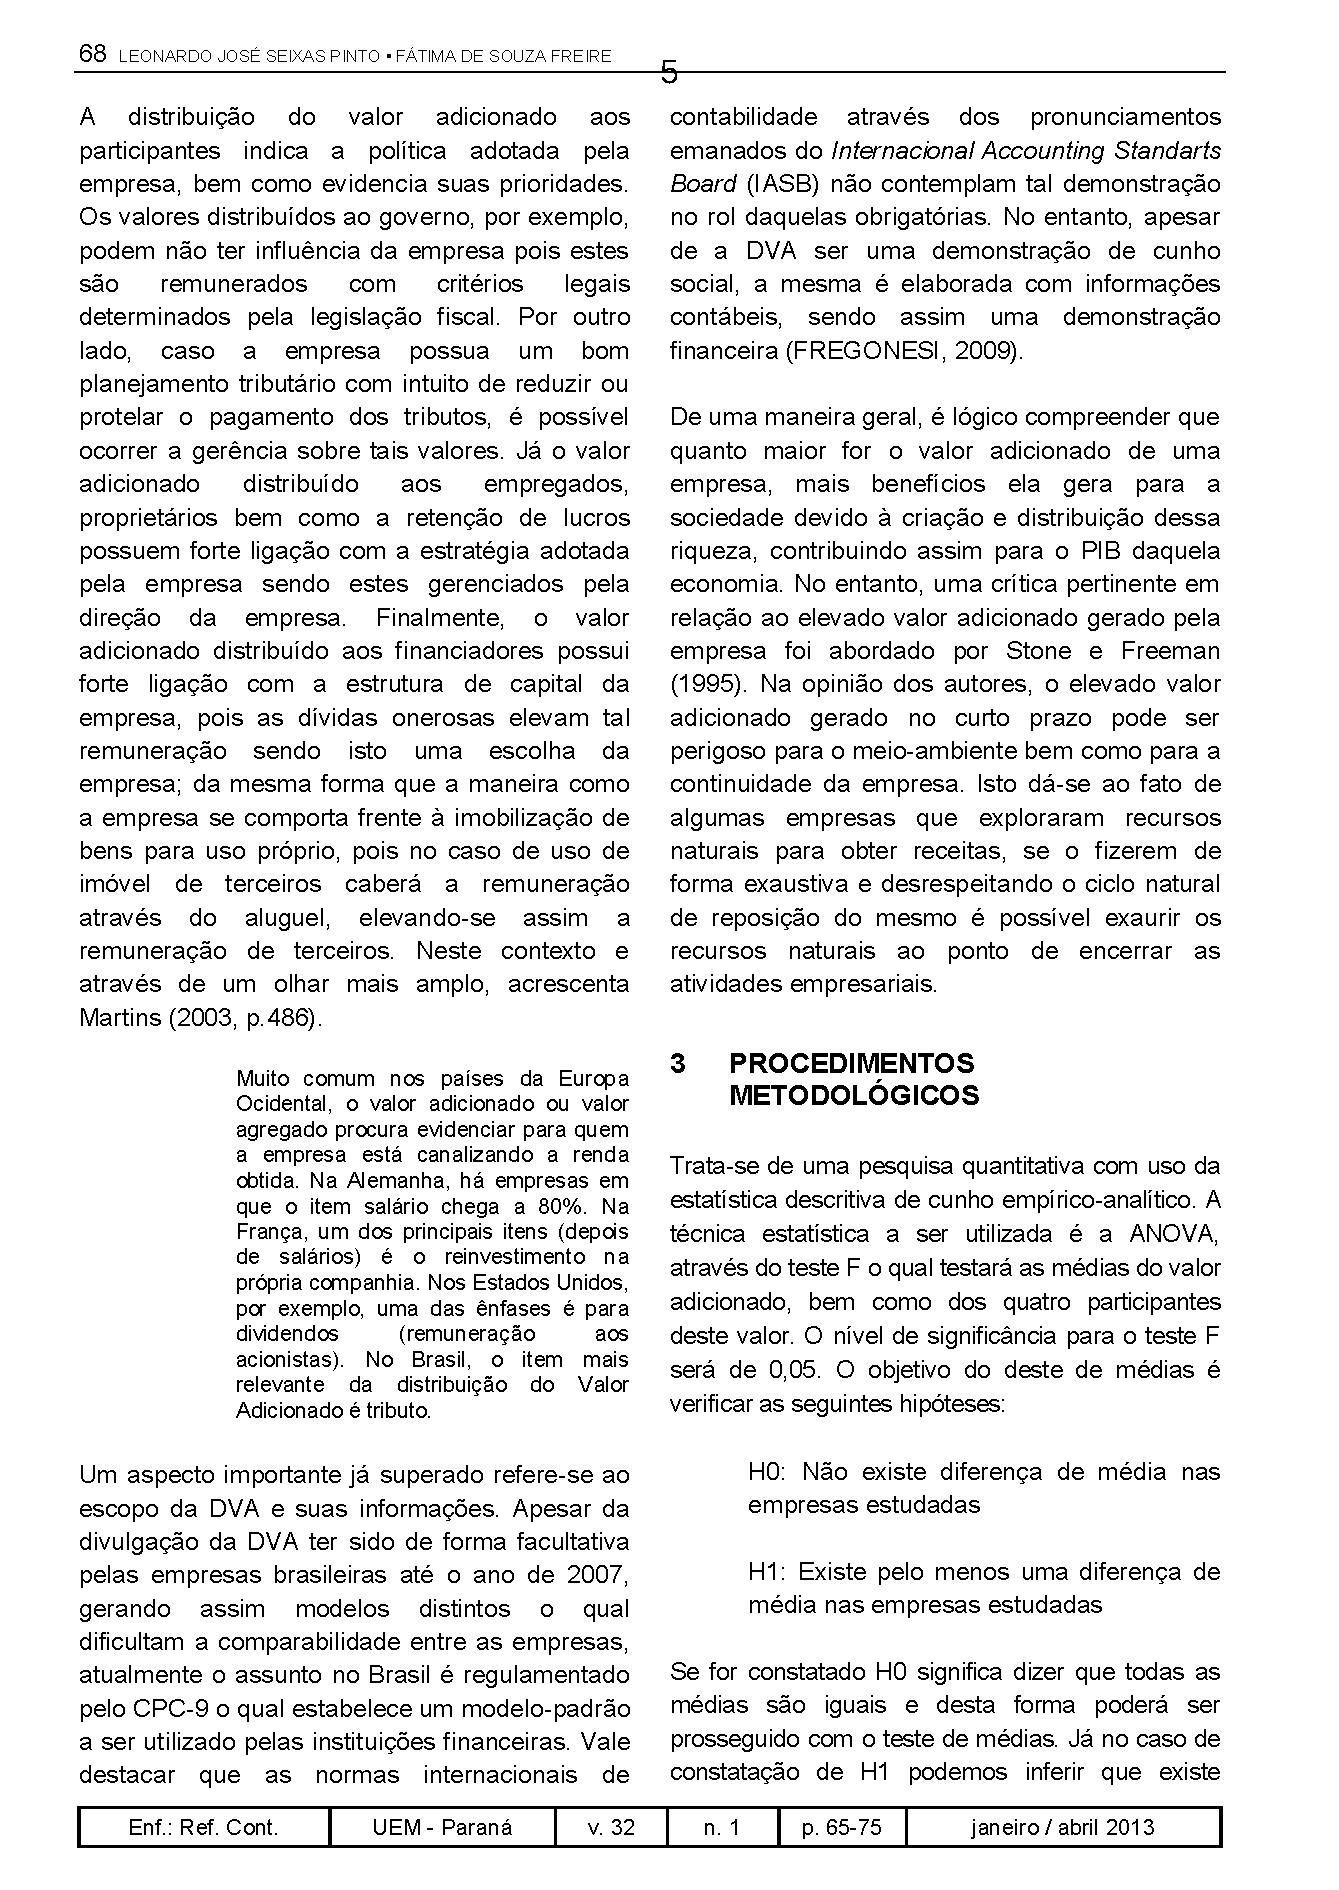 68 LEONARDO JOSÉ SEIXAS PINTO ▪ FÁTIMA DE SOUZA FREIRE
5
A distribuição do valor adicionado aos
participantes indica a política adotada pela
empresa, bem como evidencia suas prioridades.
Os valores distribuídos ao governo, por exemplo,
podem não ter influência da empresa pois estes
são remunerados com critérios legais
determinados pela legislação fiscal. Por outro
lado, caso a empresa possua um bom
planejamento tributário com intuito de reduzir ou
protelar o pagamento dos tributos, é possível
ocorrer a gerência sobre tais valores. Já o valor
adicionado distribuído aos empregados,
proprietários bem como a retenção de lucros
possuem forte ligação com a estratégia adotada
pela empresa sendo estes gerenciados pela
direção da empresa. Finalmente, o valor
adicionado distribuído aos financiadores possui
forte ligação com a estrutura de capital da
empresa, pois as dívidas onerosas elevam tal
remuneração sendo isto uma escolha da
empresa; da mesma forma que a maneira como
a empresa se comporta frente à imobilização de
bens para uso próprio, pois no caso de uso de
imóvel de terceiros caberá a remuneração
através do aluguel, elevando-se assim a
remuneração de terceiros. Neste contexto e
através de um olhar mais amplo, acrescenta
Martins (2003, p.486).
Muito comum nos países da Europa
Ocidental, o valor adicionado ou valor
agregado procura evidenciar para quem
a empresa está canalizando a renda
obtida. Na Alemanha, há empresas em
que o item salário chega a 80%. Na
França, um dos principais itens (depois
de salários) é o reinvestimento na
própria companhia. Nos Estados Unidos,
por exemplo, uma das ênfases é para
dividendos (remuneração aos
acionistas). No Brasil, o item mais
relevante da distribuição do Valor
Adicionado é tributo.
Um aspecto importante já superado refere-se ao
escopo da DVA e suas informações. Apesar da
divulgação da DVA ter sido de forma facultativa
pelas empresas brasileiras até o ano de 2007,
gerando assim modelos distintos o qual
dificultam a comparabilidade entre as empresas,
atualmente o assunto no Brasil é regulamentado
pelo CPC-9 o qual estabelece um modelo-padrão
a ser utilizado pelas instituições financeiras. Vale
destacar que as normas internacionais de
contabilidade através dos pronunciamentos
emanados do Internacional Accounting Standarts
Board (IASB) não contemplam tal demonstração
no rol daquelas obrigatórias. No entanto, apesar
de a DVA ser uma demonstração de cunho
social, a mesma é elaborada com informações
contábeis, sendo assim uma demonstração
financeira (FREGONESI, 2009).
De uma maneira geral, é lógico compreender que
quanto maior for o valor adicionado de uma
empresa, mais benefícios ela gera para a
sociedade devido à criação e distribuição dessa
riqueza, contribuindo assim para o PIB daquela
economia. No entanto, uma crítica pertinente em
relação ao elevado valor adicionado gerado pela
empresa foi abordado por Stone e Freeman
(1995). Na opinião dos autores, o elevado valor
adicionado gerado no curto prazo pode ser
perigoso para o meio-ambiente bem como para a
continuidade da empresa. Isto dá-se ao fato de
algumas empresas que exploraram recursos
naturais para obter receitas, se o fizerem de
forma exaustiva e desrespeitando o ciclo natural
de reposição do mesmo é possível exaurir os
recursos naturais ao ponto de encerrar as
atividades empresariais.
3 PROCEDIMENTOS
METODOLÓGICOS
Trata-se de uma pesquisa quantitativa com uso da
estatística descritiva de cunho empírico-analítico. A
técnica estatística a ser utilizada é a ANOVA,
através do teste F o qual testará as médias do valor
adicionado, bem como dos quatro participantes
deste valor. O nível de significância para o teste F
será de 0,05. O objetivo do deste de médias é
verificar as seguintes hipóteses:
H0: Não existe diferença de média nas
empresas estudadas
H1: Existe pelo menos uma diferença de
média nas empresas estudadas
Se for constatado H0 significa dizer que todas as
médias são iguais e desta forma poderá ser
prosseguido com o teste de médias. Já no caso de
constatação de H1 podemos inferir que existe
Enf.: Ref. Cont. UEM - Paraná v. 32 n. 1 p. 65-75 janeiro / abril 2013